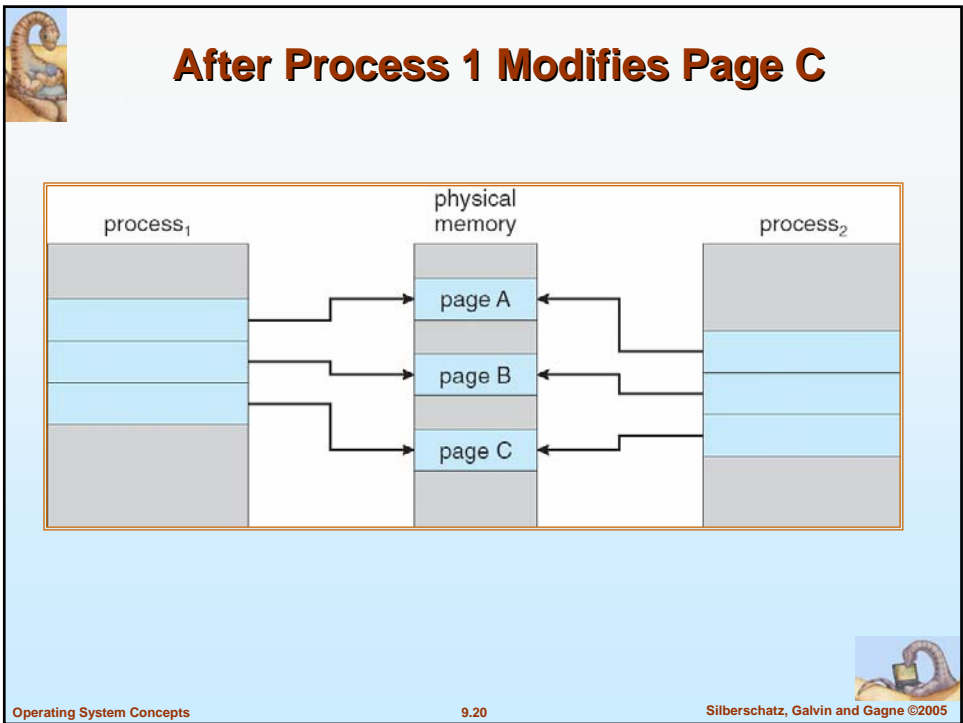 After Process 1 Modifies Page C
physical
memory
process₁
process₂
page A
page B
page C
Operating System Concepts
9.20
Silberschatz, Galvin and Gagne ©2005